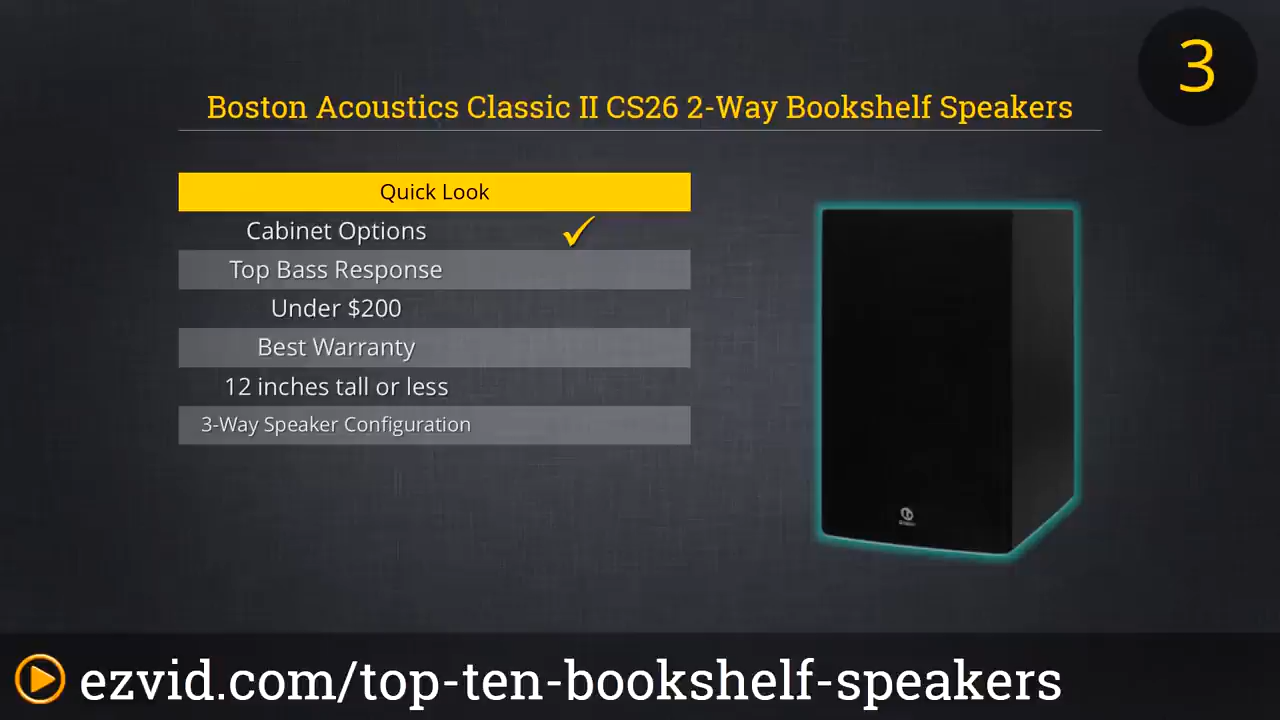 3
Boston Acoustics Classic II CS26 2-Way Bookshelf Speakers
Quick Look
Cabinet Options ✓
Top Bass Response
Under $200
Best Warranty
12 inches tall or less
3-Way Speaker Configuration
ezvid.com/top-ten-bookshelf-speakers